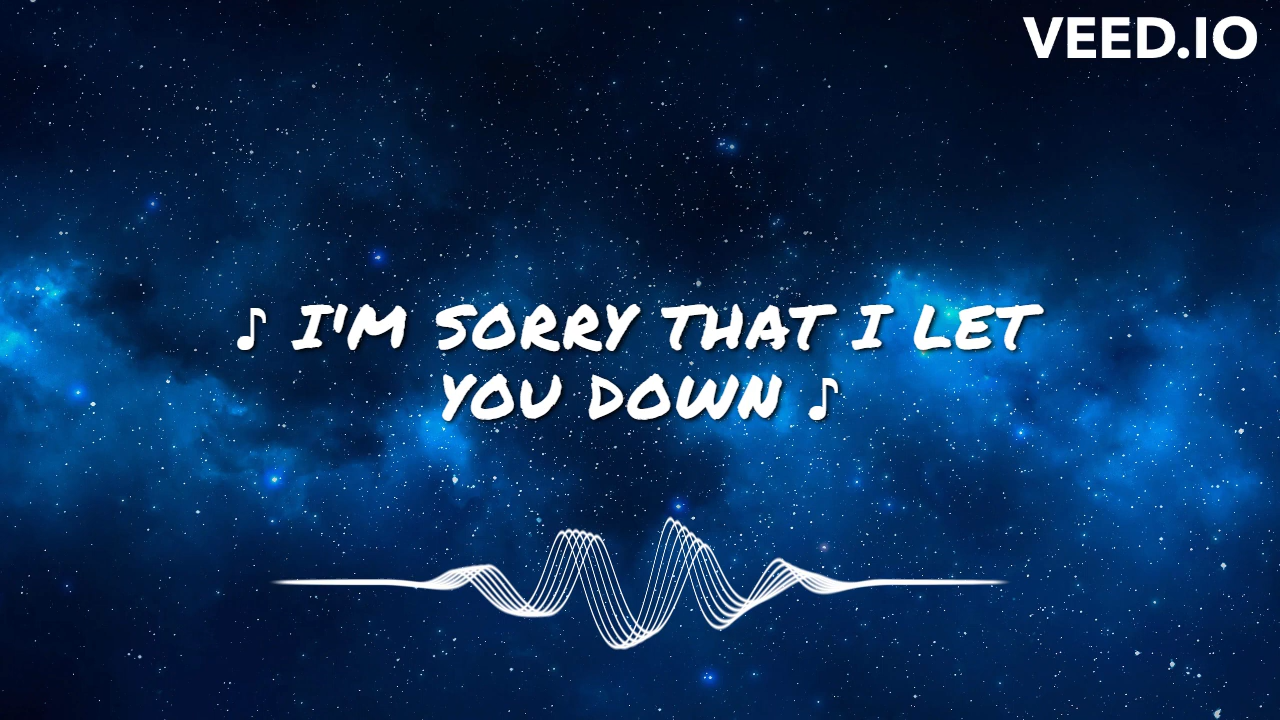 VEED.IO
♪ I'M SORRY THAT I LET
YOU DOWN ♪